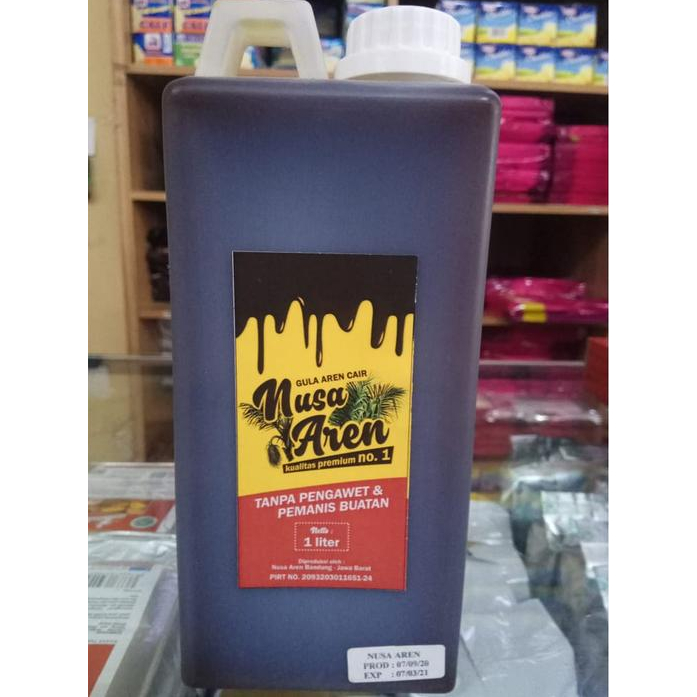 GULA AREN CAIR
Nusa
Aren
kualitas premium no. 1
TANPA PENGAWET &
PEMANIS BUATAN
Netto :
1 liter
Diproduksi oleh :
Nusa Aren Bandung - Jawa Barat
PIRT NO. 2093203011651-24
NUSA AREN
PROD : 07/09/20
EXP : 07/03/21